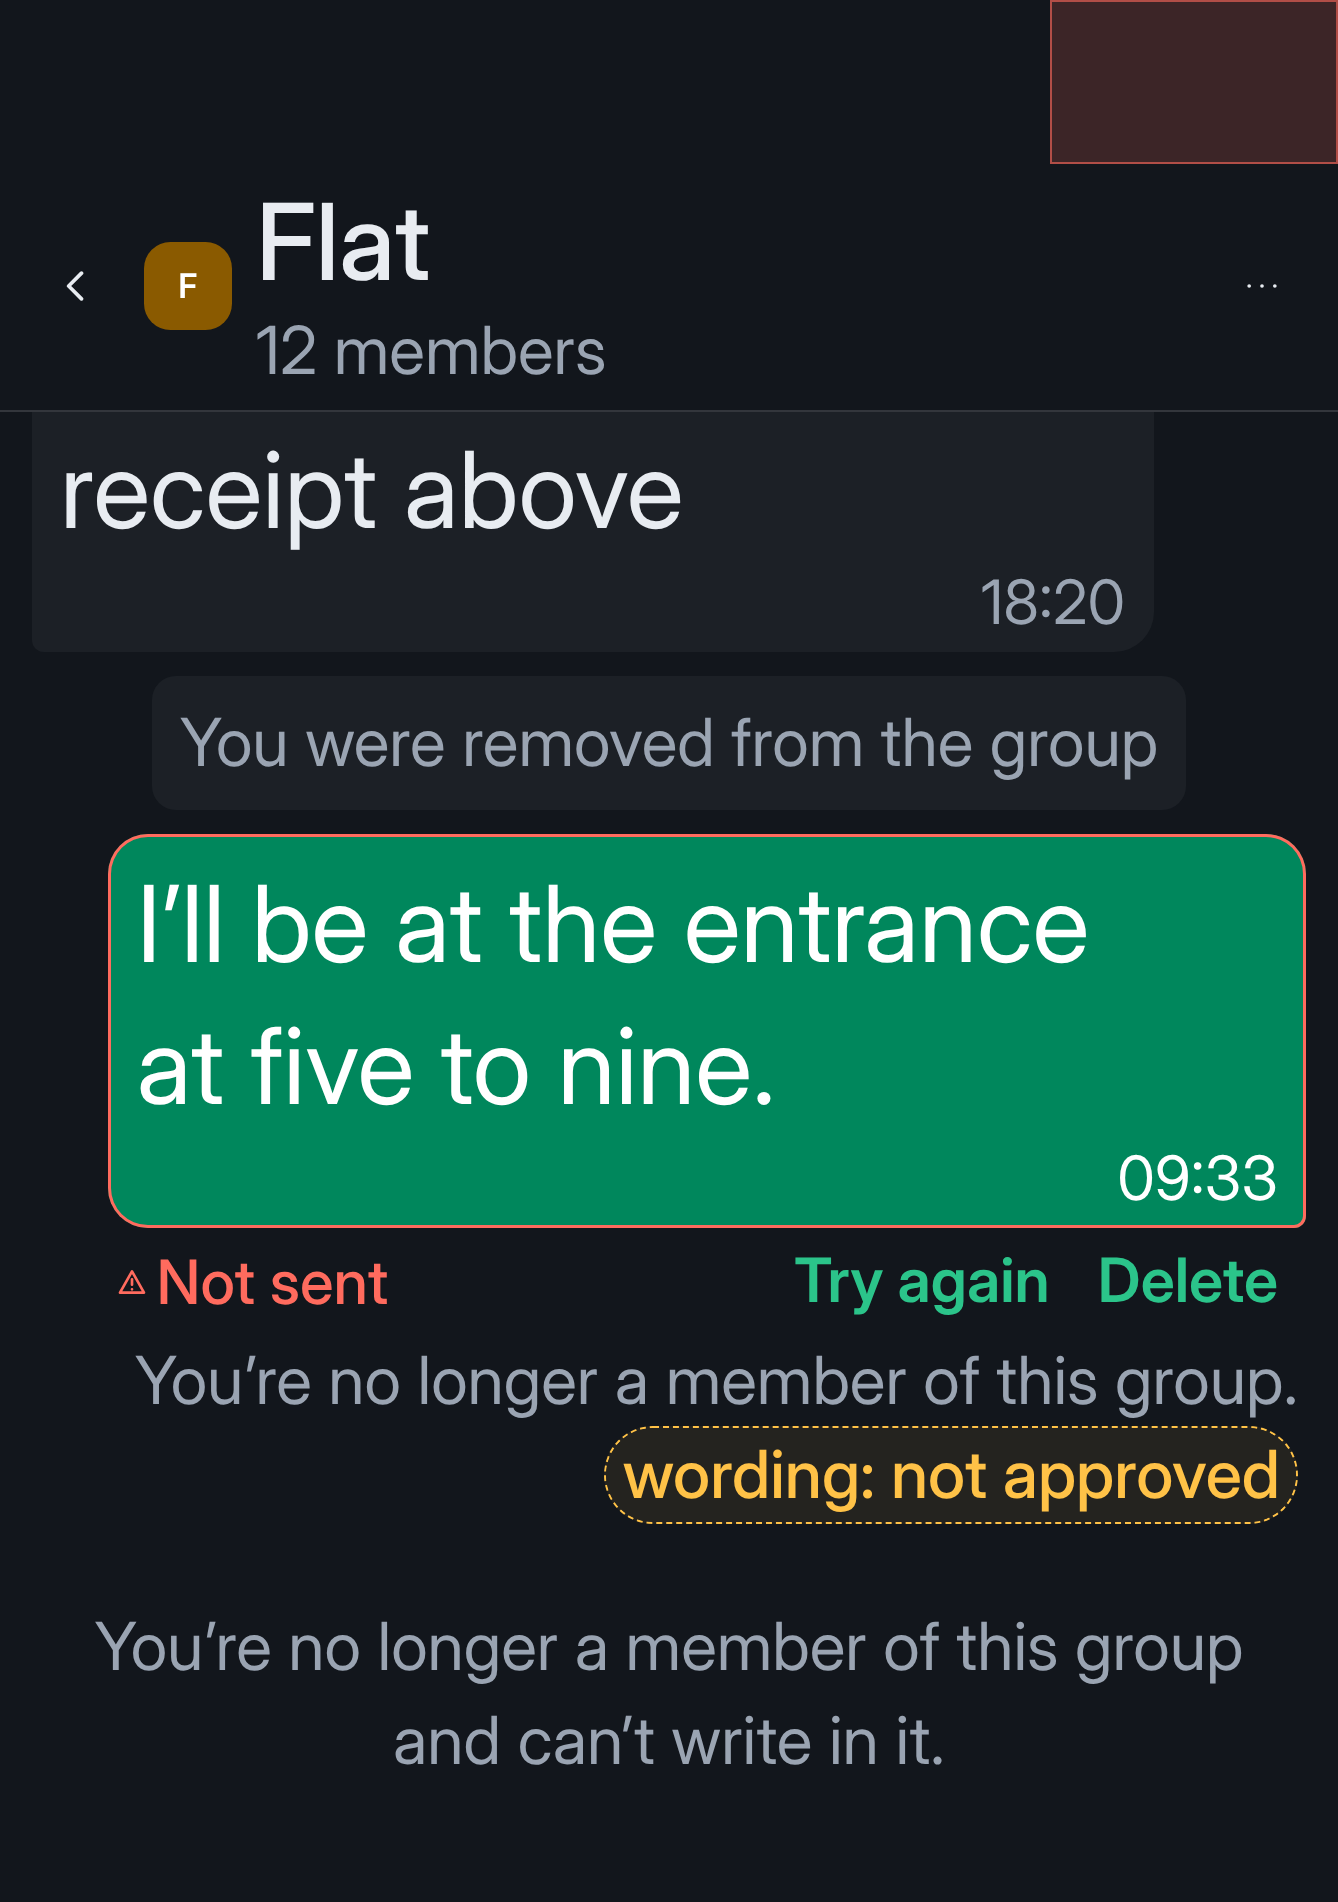 Flat
F
12 members
receipt above
18:20
You were removed from the group
I’ll be at the entrance
at five to nine.
09:33
Not sent
Try again
Delete
You’re no longer a member of this group.
wording: not approved
You’re no longer a member of this group
and can’t write in it.